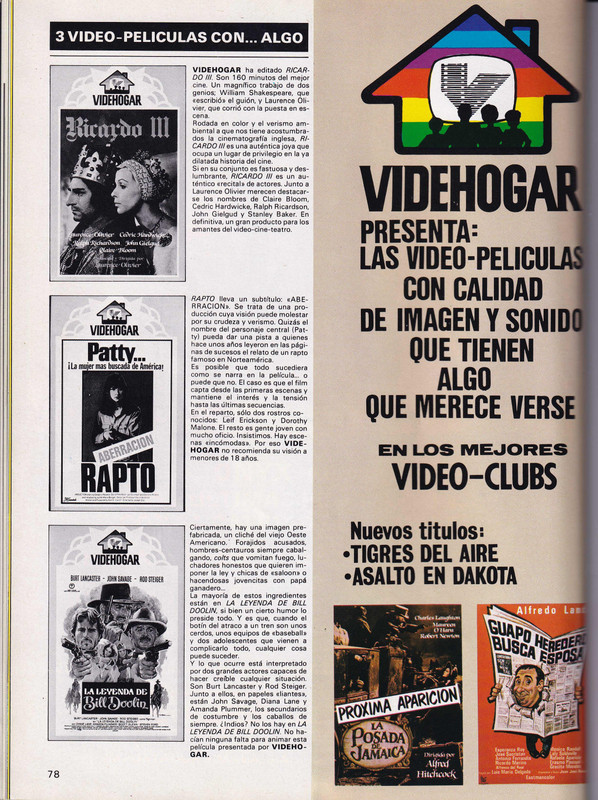 3 VIDEO-PELICULAS CON... ALGO
VIDEHOGAR
Ricardo III
Laurence Olivier Cedric Hardwicke
Ralph Richardson John Gielgud
Claire Bloom
Dirigida por
Laurence Olivier
VIDEHOGAR ha editado RICAR-
DO III. Son 160 minutos del mejor
cine. Un magnífico trabajo de dos
genios; William Shakespeare, que
«escribió» el guión, y Laurence Oli-
vier, que corrió con la puesta en es-
cena.
Rodada en color y el verismo am-
biental a que nos tiene acostumbra-
dos la cinematografía inglesa, RI-
CARDO III es una auténtica joya que
ocupa un lugar de privilegio en la ya
dilatada historia del cine.
Si en su conjunto es fastuosa y des-
lumbrante, RICARDO III es un au-
téntico «recital» de actores. Junto a
Laurence Olivier merecen destacar-
se los nombres de Claire Bloom,
Cedric Hardwicke, Ralph Ricardson,
John Gielgud y Stanley Baker. En
definitiva, un gran producto para los
amantes del video-cine-teatro.
VIDEHOGAR
Patty...
¡La mujer mas buscada de América!
ABERRACION
RAPTO
RAPTO lleva un subtítulo: «ABE-
RRACION». Se trata de una pro-
ducción cuya visión puede molestar
por su crudeza y verismo. Quizás el
nombre del personaje central (Pat-
ty) pueda dar una pista a quienes
hace unos años leyeron en las pági-
nas de sucesos el relato de un rapto
famoso en Norteamérica.
Es posible que todo sucediera
como se narra en la película... o
puede que no. El caso es que el film
capta desde las primeras escenas y
mantiene el interés y la tensión
hasta las últimas secuencias.
En el reparto, sólo dos rostros co-
nocidos: Leif Erickson y Dorothy
Malone. El resto es gente joven con
mucho oficio. Insistimos. Hay esce-
nas «incómodas». Por eso VIDE-
HOGAR no recomienda su visión a
menores de 18 años.
VIDEHOGAR
BURT LANCASTER - JOHN SAVAGE - ROD STEIGER
LA LEYENDA DE
Bill Doolin
Ciertamente, hay una imagen pre-
fabricada, un cliché del viejo Oeste
Americano. Forajidos acusados,
hombres-centauros siempre cabal-
gando, colts que vomitan fuego, lu-
chadores honestos que quieren im-
poner la ley y chicas de «saloon» o
hacendosas jovencitas con papá
ganadero...
La mayoría de estos ingredientes
están en LA LEYENDA DE BILL
DOOLIN, si bien un cierto humor lo
preside todo. Y es que, cuando el
botín del atraco a un tren son unos
cerdos, unos equipos de «baseball»
y dos adolescentes que vienen a
complicarlo todo, cualquier cosa
puede suceder.
Y lo que ocurre está interpretado
por dos grandes actores capaces de
hacer creíble cualquier situación.
Son Burt Lancaster y Rod Steiger.
Junto a ellos, en papeles «liantes»,
están John Savage, Diana Lane y
Amanda Plummer, los secundarios
de costumbre y los caballos de
siempre. ¿Indios? No los hay en LA
LEYENDA DE BILL DOOLIN. No ha-
cían ninguna falta para animar esta
película presentada por VIDEHO-
GAR.
78
VIDEHOGAR
PRESENTA:
LAS VIDEO-PELICULAS
CON CALIDAD
DE IMAGEN Y SONIDO
QUE TIENEN
ALGO
QUE MERECE VERSE
EN LOS MEJORES
VIDEO-CLUBS
Nuevos titulos:
•TIGRES DEL AIRE
•ASALTO EN DAKOTA
Charles Laughton
Maureen
O'Hara
Robert Newton
PROXIMA APARICION
LA
POSADA
DE
JAMAICA
Dirigida por
Alfred
Hitchcock
Alfredo Lan
GUAPO HEREDERO
BUSCA ESPOSA